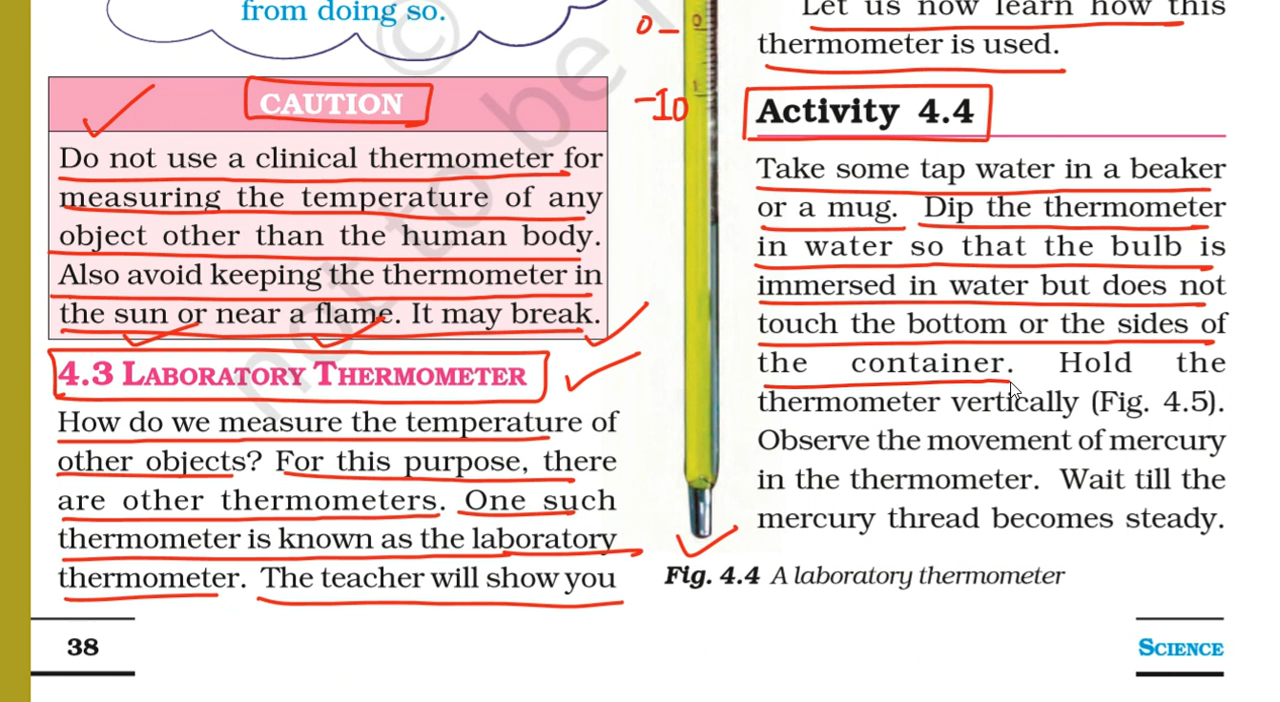 from doing so.
CAUTION
Do not use a clinical thermometer for
measuring the temperature of any
object other than the human body.
Also avoid keeping the thermometer in
the sun or near a flame. It may break.
4.3 LABORATORY THERMOMETER
How do we measure the temperature of
other objects? For this purpose, there
are other thermometers. One such
thermometer is known as the laboratory
thermometer. The teacher will show you
38
0
-10
0
1
Fig. 4.4 A laboratory thermometer
Let us now learn how this
thermometer is used.
Activity 4.4
Take some tap water in a beaker
or a mug. Dip the thermometer
in water so that the bulb is
immersed in water but does not
touch the bottom or the sides of
the container. Hold the
thermometer vertically (Fig. 4.5).
Observe the movement of mercury
in the thermometer. Wait till the
mercury thread becomes steady.
SCIENCE
©
not to be